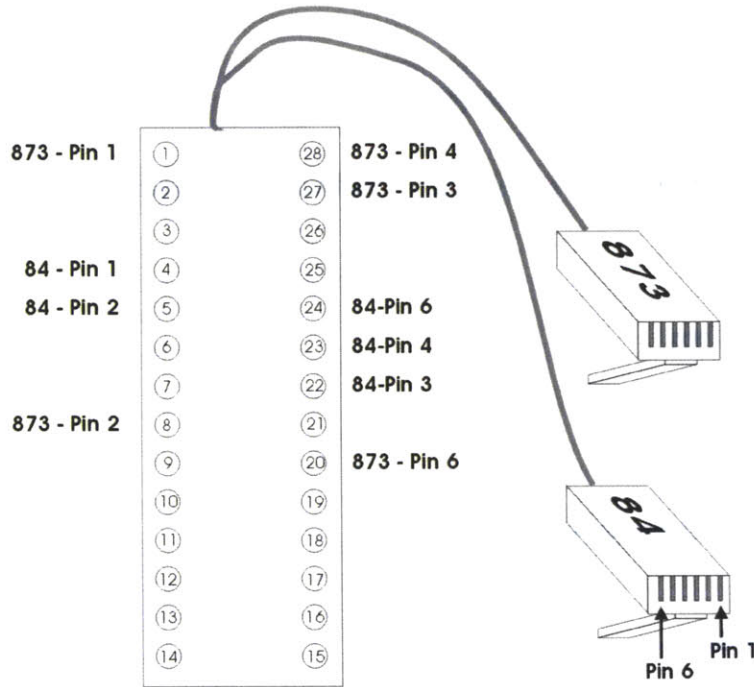 873 - Pin 1 1 28 873 - Pin 4
2 27 873 - Pin 3
3 26
84 - Pin 1 4 25
84 - Pin 2 5 24 84-Pin 6
6 23 84-Pin 4
7 22 84-Pin 3
873 - Pin 2 8 21
9 20 873 - Pin 6
10 19
11 18
12 17
13 16
14 15
873
84
Pin 1
Pin 6